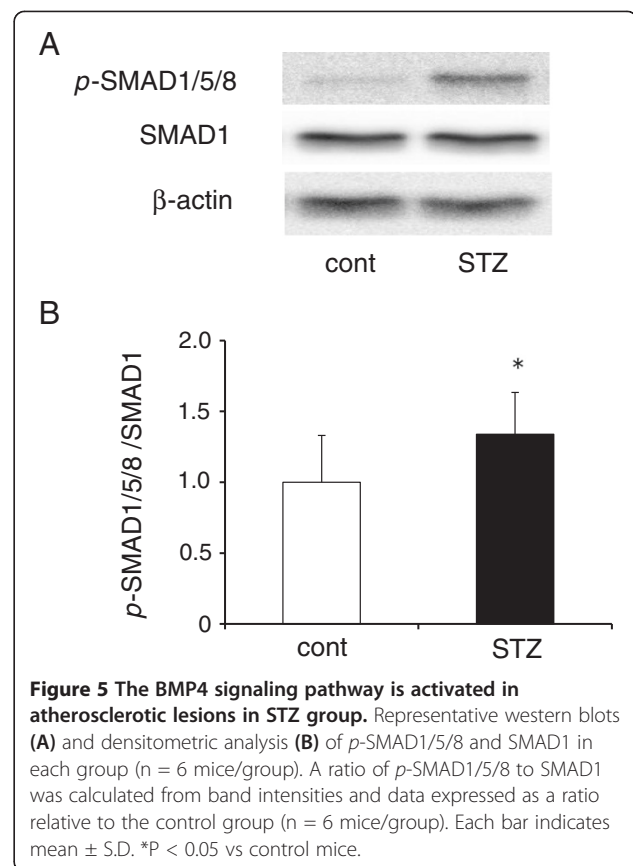 A
p-SMAD1/5/8
SMAD1
β-actin
cont STZ
B
2.0
*
1.5
1.0
0.5
0
p-SMAD1/5/8 /SMAD1
cont STZ
Figure 5 The BMP4 signaling pathway is activated in
atherosclerotic lesions in STZ group. Representative western blots
(A) and densitometric analysis (B) of p-SMAD1/5/8 and SMAD1 in
each group (n = 6 mice/group). A ratio of p-SMAD1/5/8 to SMAD1
was calculated from band intensities and data expressed as a ratio
relative to the control group (n = 6 mice/group). Each bar indicates
mean ± S.D. *P < 0.05 vs control mice.